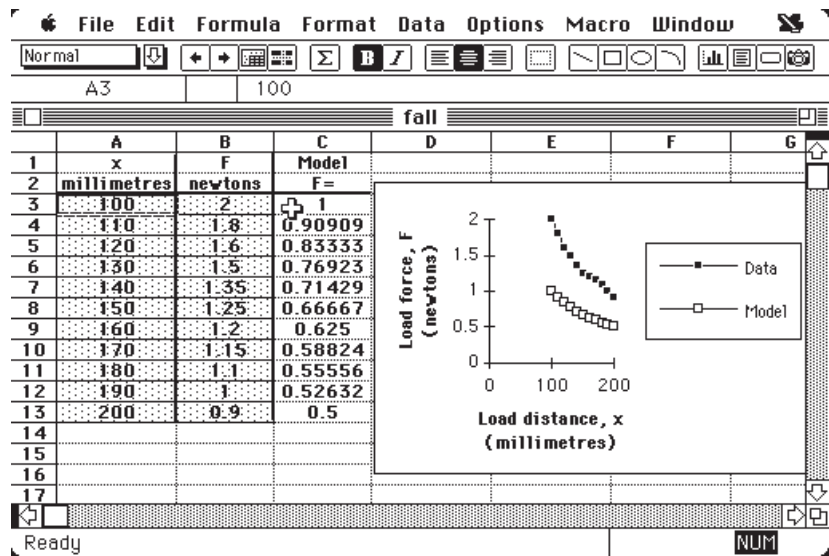 File Edit Formula Format Data Options Macro Window
Normal Σ B I
A3 100
fall
A B C D E F G
1 x F Model
2 millimetres newtons F=
3 100 2 1
4 110 1.8 0.90909
5 120 1.6 0.83333
6 130 1.5 0.76923
7 140 1.35 0.71429
8 150 1.25 0.66667
9 160 1.2 0.625
10 170 1.15 0.58824
11 180 1.1 0.55556
12 190 1 0.52632
13 200 0.9 0.5
14
15
16
17
Load force, F
(newtons)
2
1.5
1
0.5
0
0 100 200
Load distance, x
(millimetres)
Data
Model
Ready NUM